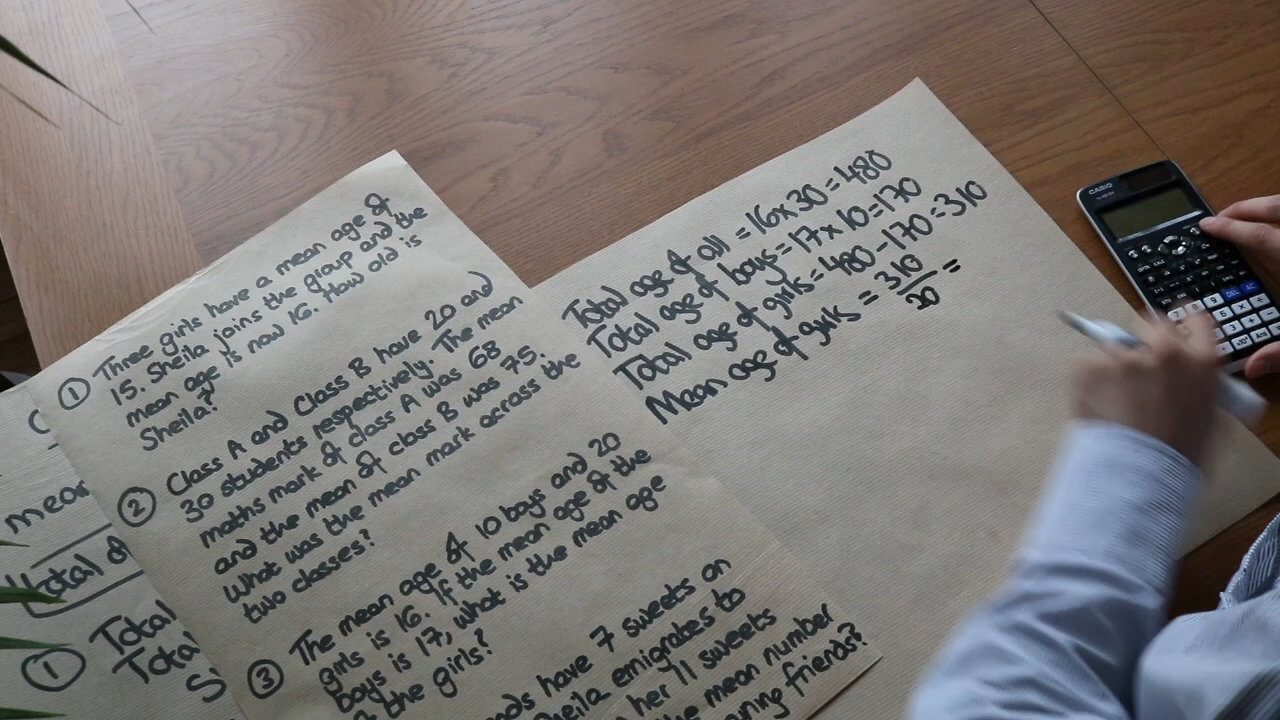 ① Three girls have a mean age of
15. Sheila joins the group and the
mean age is now 16. How old is
Sheila?
② Class A and Class B have 20 and
30 students respectively. The mean
maths mark of class A was 68
and the mean of class B was 75.
What was the mean mark across the
two classes?
③ The mean age of 10 boys and 20
girls is 16. If the mean age of the
boys is 17, what is the mean age
of the girls?
have 7 sweets on
emigrates to
her 11 sweets
the mean number
friends?
Total age of all = 16x30 = 480
Total age of boys = 17x10 = 170
Total age of girls = 480-170 = 310
Mean age of girls = 310
20 =
mean
Total of
① Total
Total
S
CASIO